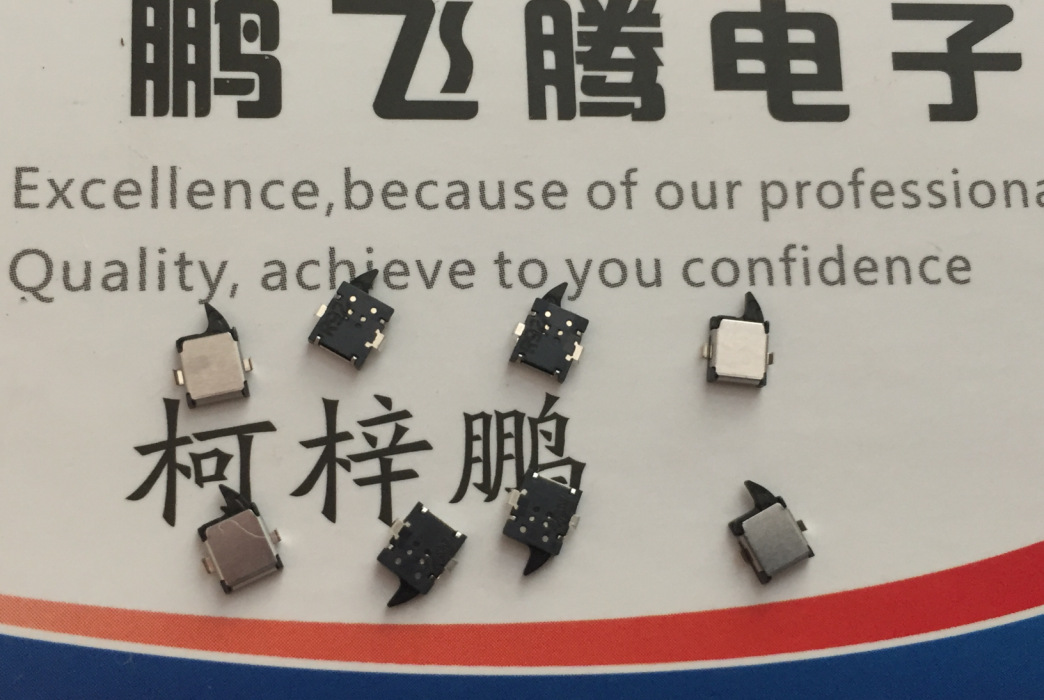 鹏飞腾电子
Excellence,because of our professiona
Quality, achieve to you confidence
柯梓鹏